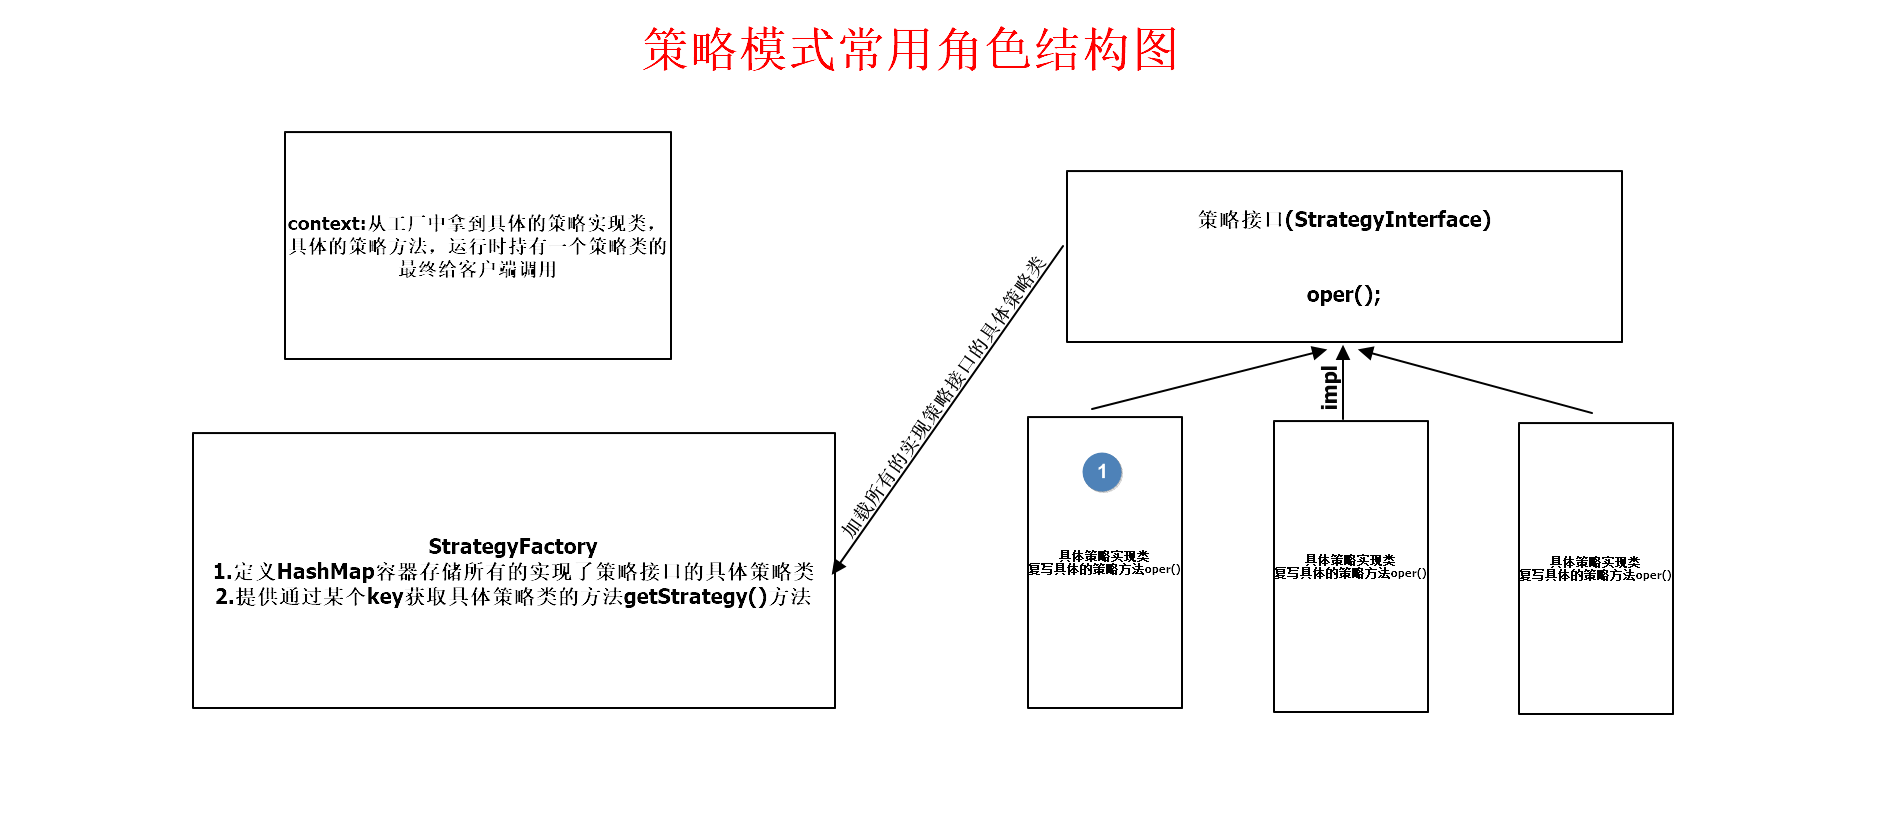 策略模式常用角色结构图
context:从工厂中拿到具体的策略实现类，
具体的策略方法，运行时持有一个策略类的
最终给客户端调用
策略接口(StrategyInterface)
oper();
加载所有的实现策略接口的具体策略类
impl
StrategyFactory
1.定义HashMap容器存储所有的实现了策略接口的具体策略类
2.提供通过某个key获取具体策略类的方法getStrategy()方法
1
具体策略实现类
复写具体的策略方法oper()
具体策略实现类
复写具体的策略方法oper()
具体策略实现类
复写具体的策略方法oper()